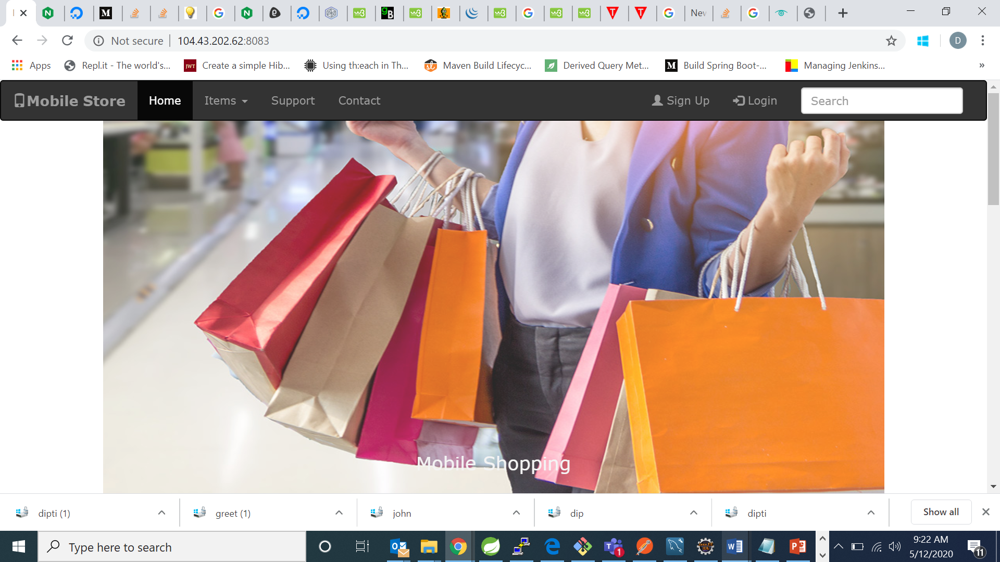 Nev
Not secure 104.43.202.62:8083
D
Apps Repl.it - The world's... JWT Create a simple Hib... Using th:each in Th... Maven Build Lifecyc... Derived Query Met... M Build Spring Boot-... Managing Jenkins... »
Mobile Store Home Items Support Contact Sign Up Login Search
Mobile Shopping
dipti (1) greet (1) john dip dipti Show all
Type here to search
9:22 AM
5/12/2020
11